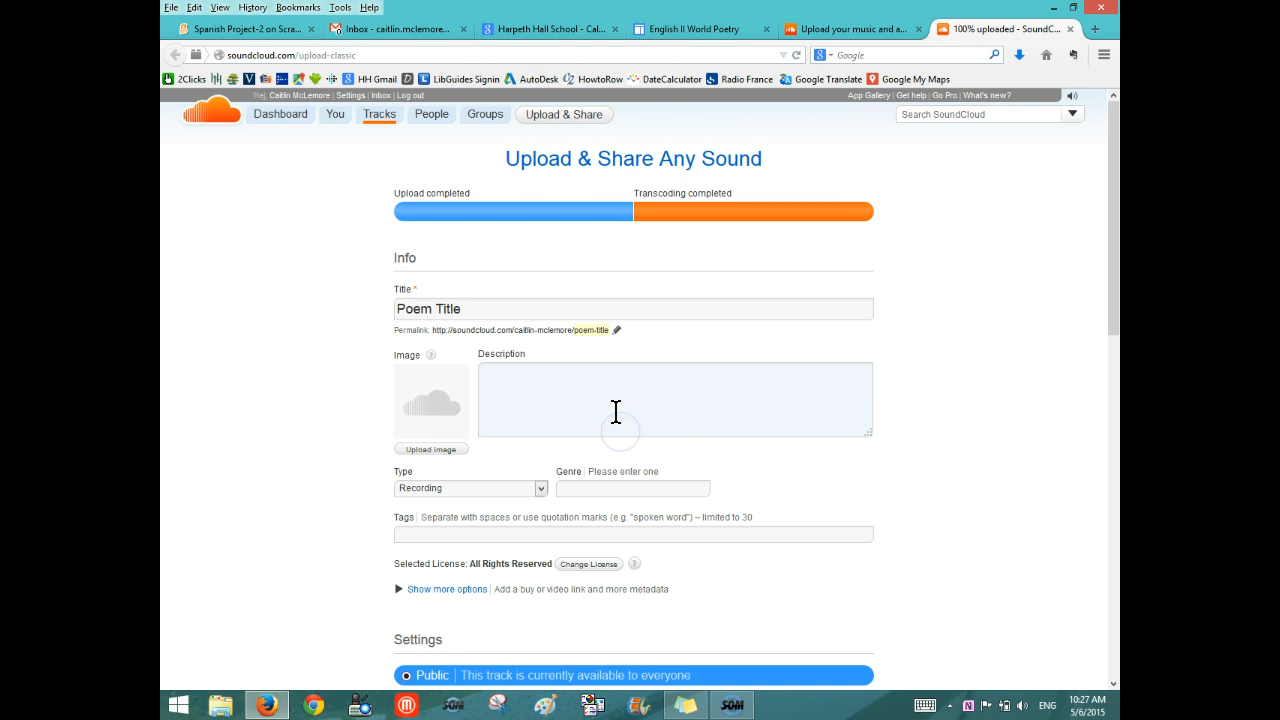 File Edit View History Bookmarks Tools Help
Spanish Project-2 on Scra... × Inbox - caitlin.mclemore... × Harpeth Hall School - Cal... × English II World Poetry × Upload your music and a... × 100% uploaded - SoundC... × +
soundcloud.com/upload-classic Google
2Clicks HH Gmail LibGuides Signin AutoDesk HowtoRow DateCalculator Radio France Google Translate Google My Maps
Hej, Caitlin McLemore | Settings | Inbox | Log out App Gallery | Get help | Go Pro | What's new?
Dashboard You Tracks People Groups Upload & Share Search SoundCloud
Upload & Share Any Sound
Upload completed Transcoding completed
Info
Title *
Poem Title
Permalink: http://soundcloud.com/caitlin-mclemore/poem-title
Image ? Description
Upload image
Type Genre | Please enter one
Recording
Tags | Separate with spaces or use quotation marks (e.g. "spoken word") – limited to 30
Selected License: All Rights Reserved Change License ?
Show more options | Add a buy or video link and more metadata
Settings
Public | This track is currently available to everyone
SOM SOM ENG 10:27 AM
5/6/2015